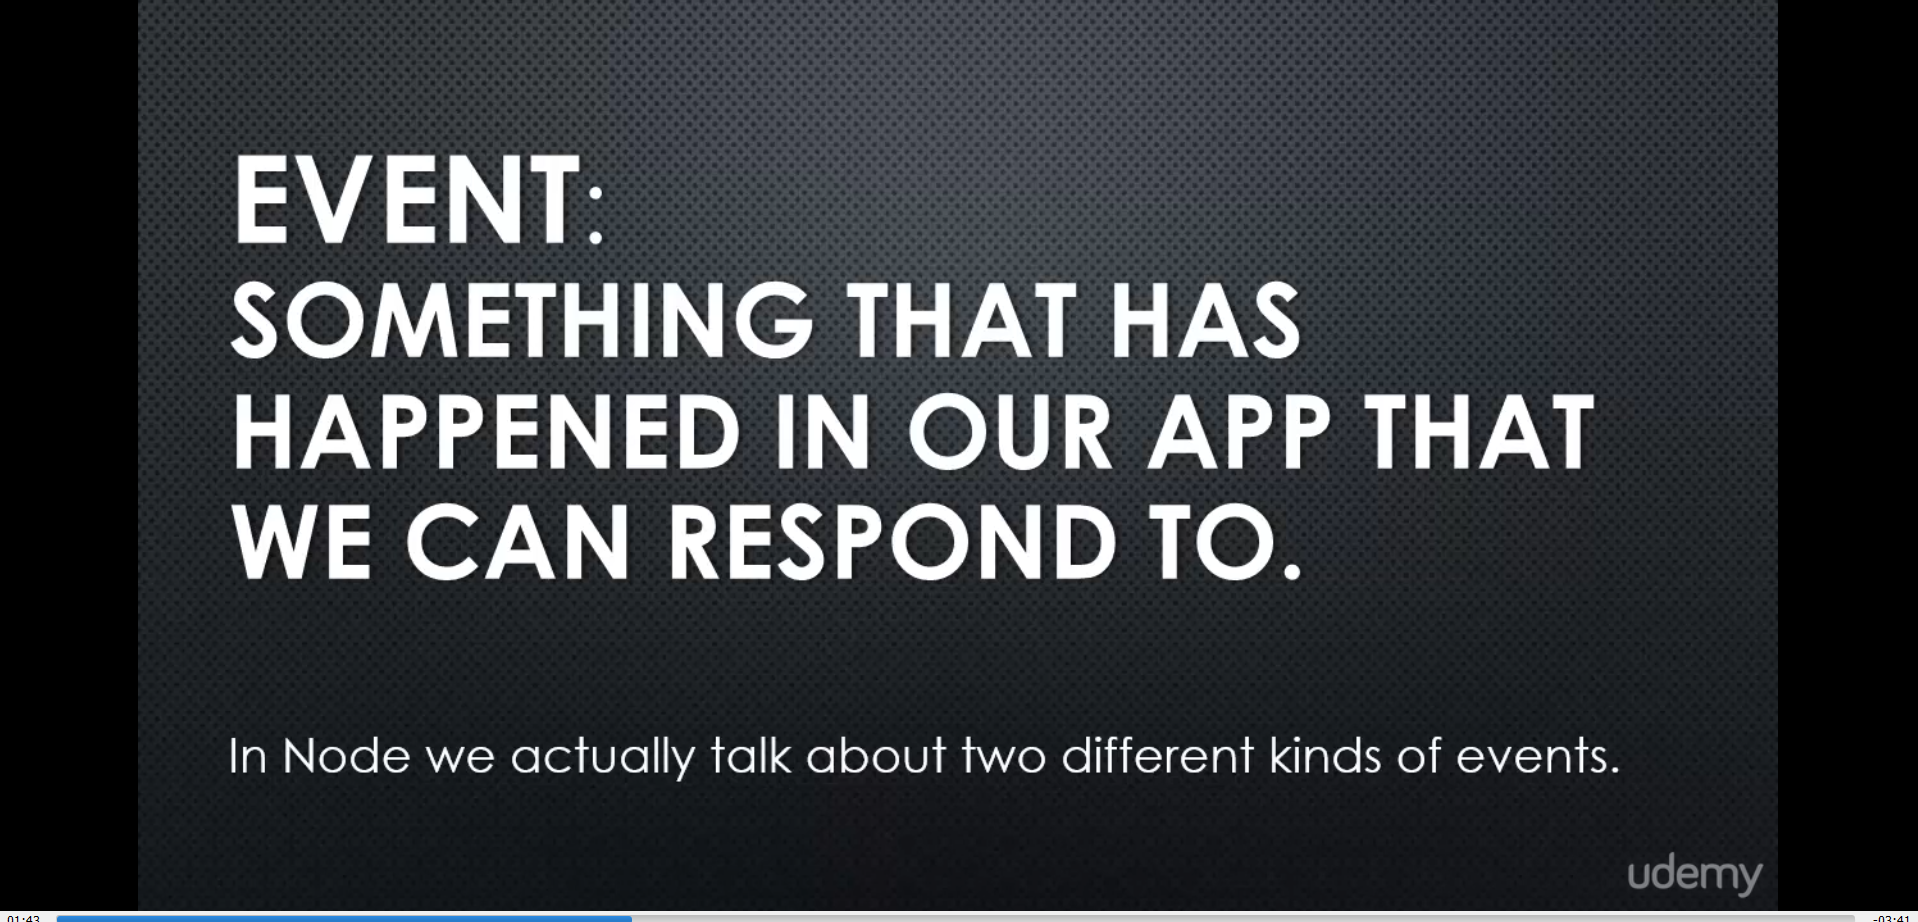 EVENT:
SOMETHING THAT HAS
HAPPENED IN OUR APP THAT
WE CAN RESPOND TO.
In Node we actually talk about two different kinds of events.
udemy
01:43
-03:41